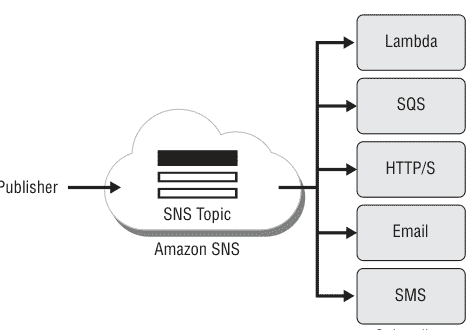 Publisher
SNS Topic
Amazon SNS
Lambda
SQS
HTTP/S
Email
SMS